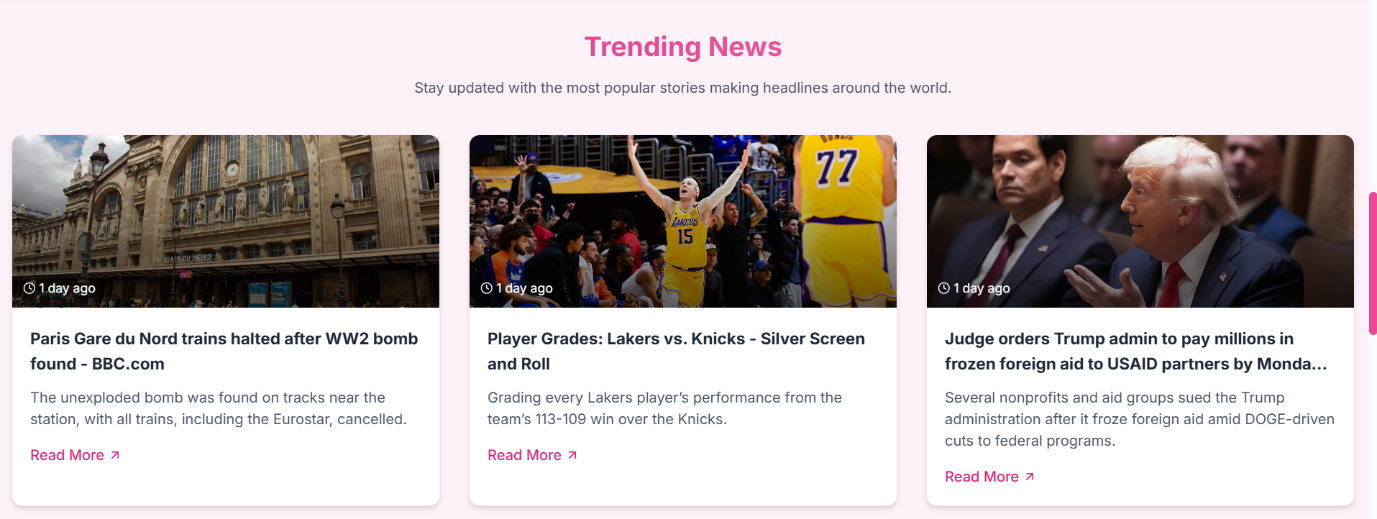 Trending News
Stay updated with the most popular stories making headlines around the world.
GARE DU NORD
1 day ago
Paris Gare du Nord trains halted after WW2 bomb
found - BBC.com
The unexploded bomb was found on tracks near the
station, with all trains, including the Eurostar, cancelled.
Read More
77
LAKERS
15
1 day ago
Player Grades: Lakers vs. Knicks - Silver Screen
and Roll
Grading every Lakers player’s performance from the
team’s 113-109 win over the Knicks.
Read More
1 day ago
Judge orders Trump admin to pay millions in
frozen foreign aid to USAID partners by Monda...
Several nonprofits and aid groups sued the Trump
administration after it froze foreign aid amid DOGE-driven
cuts to federal programs.
Read More